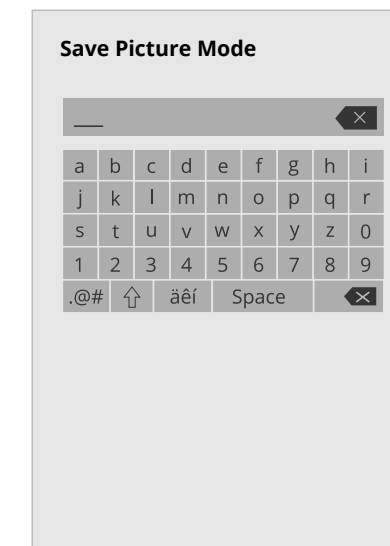 Save Picture Mode
a b c d e f g h i
j k l m n o p q r
s t u v w x y z 0
1 2 3 4 5 6 7 8 9
.@# äêí Space